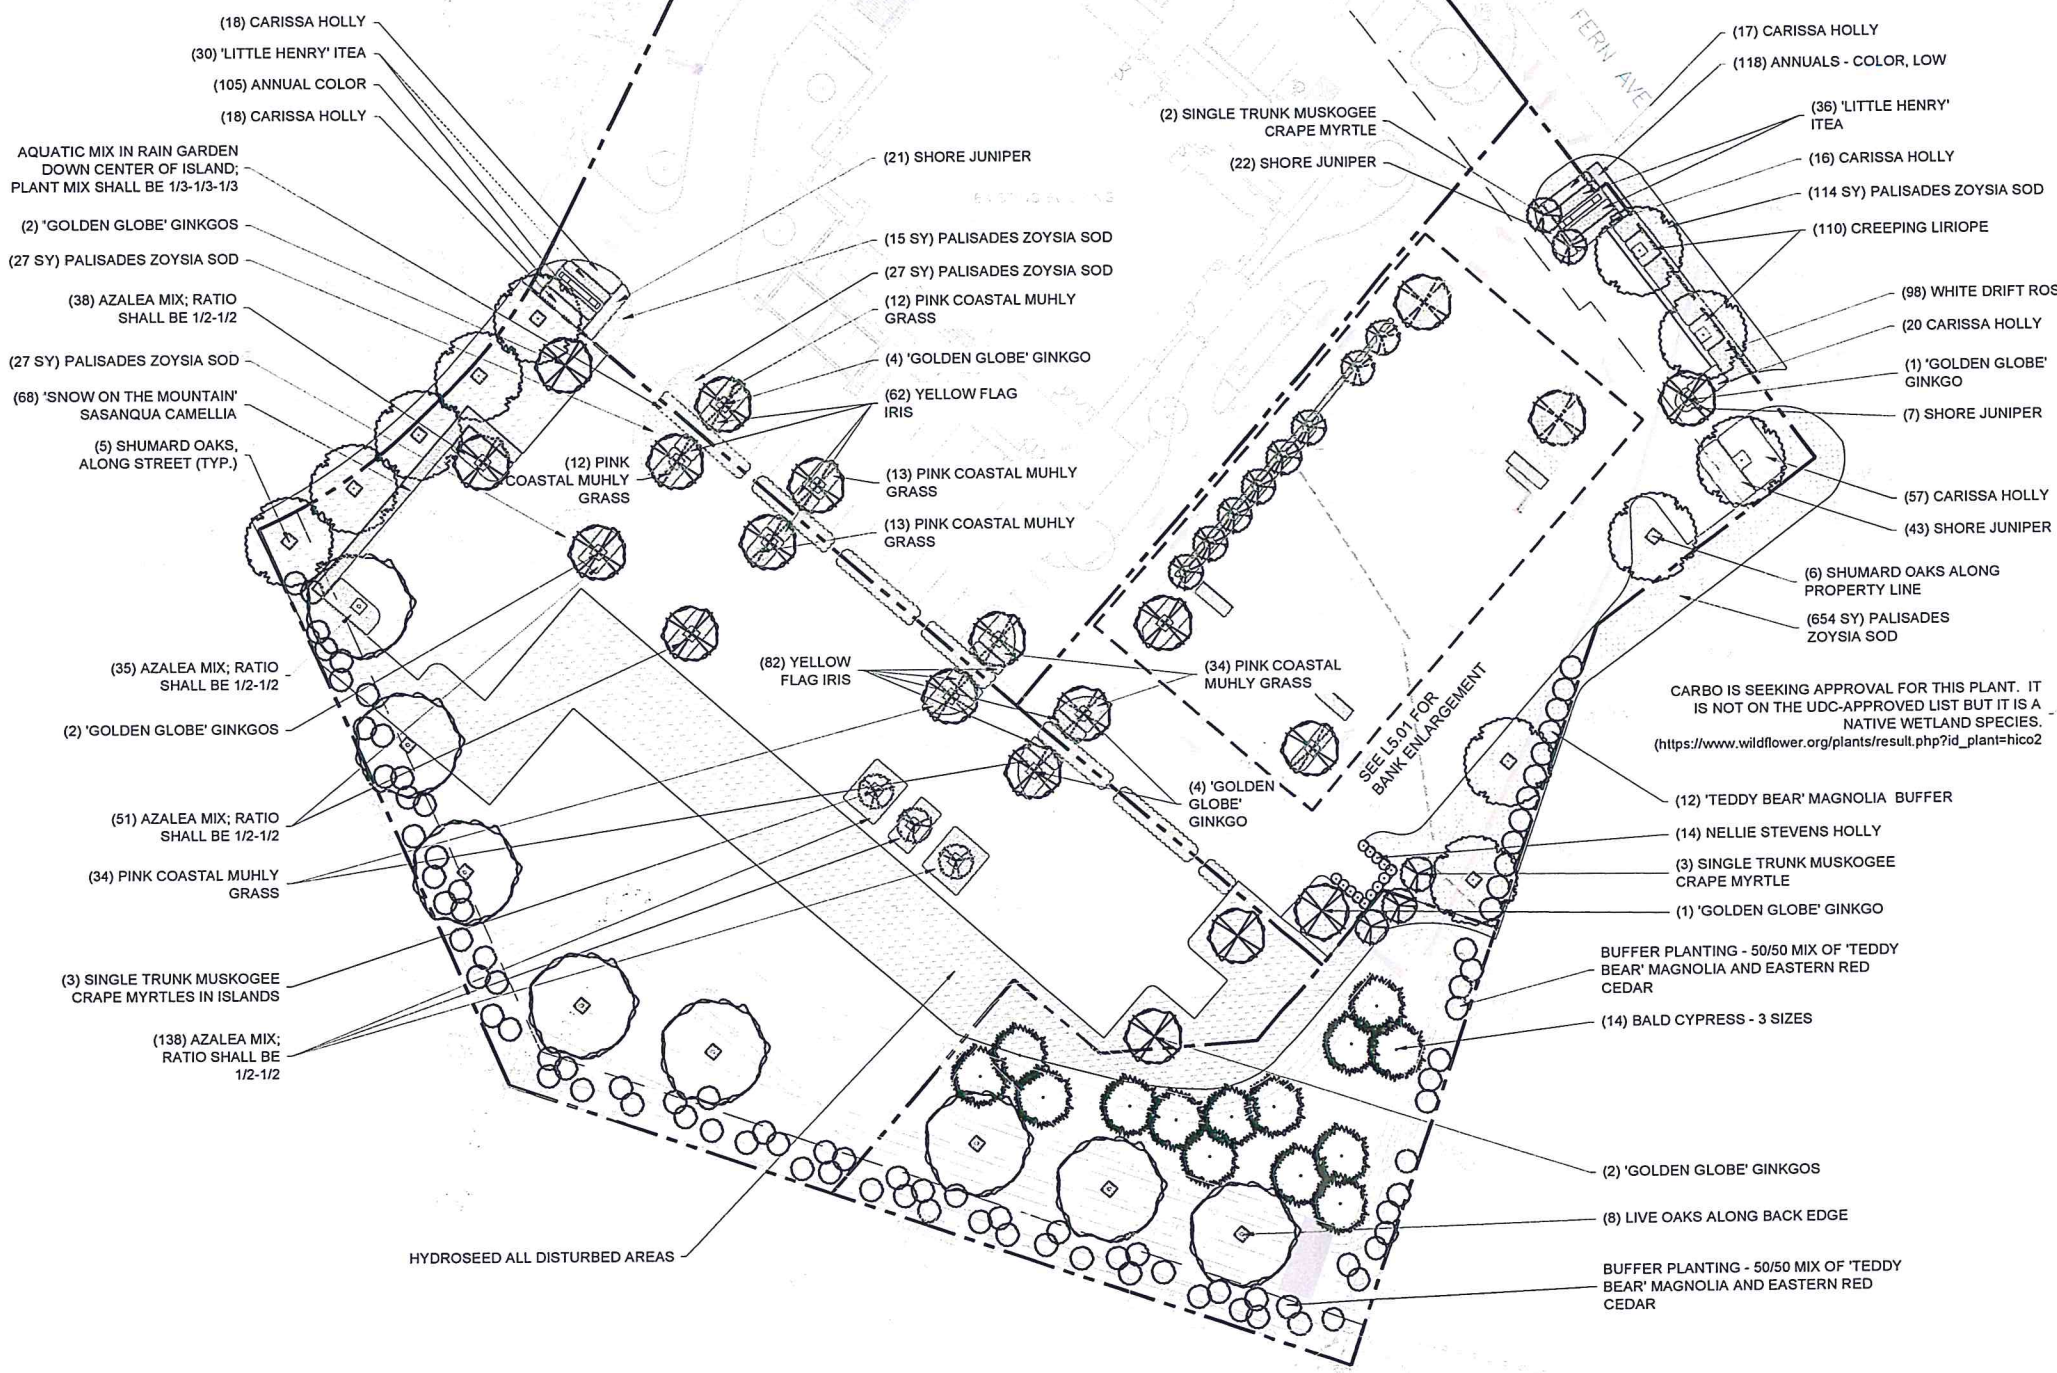 (18) CARISSA HOLLY
(30) 'LITTLE HENRY' ITEA
(105) ANNUAL COLOR
(18) CARISSA HOLLY
AQUATIC MIX IN RAIN GARDEN
DOWN CENTER OF ISLAND;
PLANT MIX SHALL BE 1/3-1/3-1/3
(2) 'GOLDEN GLOBE' GINKGOS
(27 SY) PALISADES ZOYSIA SOD
(38) AZALEA MIX; RATIO
SHALL BE 1/2-1/2
(27 SY) PALISADES ZOYSIA SOD
(68) 'SNOW ON THE MOUNTAIN'
SASANQUA CAMELLIA
(5) SHUMARD OAKS,
ALONG STREET (TYP.)
(35) AZALEA MIX; RATIO
SHALL BE 1/2-1/2
(2) 'GOLDEN GLOBE' GINKGOS
(51) AZALEA MIX; RATIO
SHALL BE 1/2-1/2
(34) PINK COASTAL MUHLY
GRASS
(3) SINGLE TRUNK MUSKOGEE
CRAPE MYRTLES IN ISLANDS
(138) AZALEA MIX;
RATIO SHALL BE
1/2-1/2
HYDROSEED ALL DISTURBED AREAS
(21) SHORE JUNIPER
(15 SY) PALISADES ZOYSIA SOD
(27 SY) PALISADES ZOYSIA SOD
(12) PINK COASTAL MUHLY
GRASS
(4) 'GOLDEN GLOBE' GINKGO
(62) YELLOW FLAG
IRIS
(12) PINK
COASTAL MUHLY
GRASS
(13) PINK COASTAL MUHLY
GRASS
(13) PINK COASTAL MUHLY
GRASS
(82) YELLOW
FLAG IRIS
(34) PINK COASTAL
MUHLY GRASS
(4) 'GOLDEN
GLOBE'
GINKGO
SEE L5.01 FOR
BANK ENLARGEMENT
(2) SINGLE TRUNK MUSKOGEE
CRAPE MYRTLE
(22) SHORE JUNIPER
FERN AVE
(17) CARISSA HOLLY
(118) ANNUALS - COLOR, LOW
(36) 'LITTLE HENRY'
ITEA
(16) CARISSA HOLLY
(114 SY) PALISADES ZOYSIA SOD
(110) CREEPING LIRIOPE
(98) WHITE DRIFT ROS
(20 CARISSA HOLLY
(1) 'GOLDEN GLOBE'
GINKGO
(7) SHORE JUNIPER
(57) CARISSA HOLLY
(43) SHORE JUNIPER
(6) SHUMARD OAKS ALONG
PROPERTY LINE
(654 SY) PALISADES
ZOYSIA SOD
CARBO IS SEEKING APPROVAL FOR THIS PLANT. IT
IS NOT ON THE UDC-APPROVED LIST BUT IT IS A
NATIVE WETLAND SPECIES.
(https://www.wildflower.org/plants/result.php?id_plant=hico2
(12) 'TEDDY BEAR' MAGNOLIA BUFFER
(14) NELLIE STEVENS HOLLY
(3) SINGLE TRUNK MUSKOGEE
CRAPE MYRTLE
(1) 'GOLDEN GLOBE' GINKGO
BUFFER PLANTING - 50/50 MIX OF 'TEDDY
BEAR' MAGNOLIA AND EASTERN RED
CEDAR
(14) BALD CYPRESS - 3 SIZES
(2) 'GOLDEN GLOBE' GINKGOS
(8) LIVE OAKS ALONG BACK EDGE
BUFFER PLANTING - 50/50 MIX OF 'TEDDY
BEAR' MAGNOLIA AND EASTERN RED
CEDAR